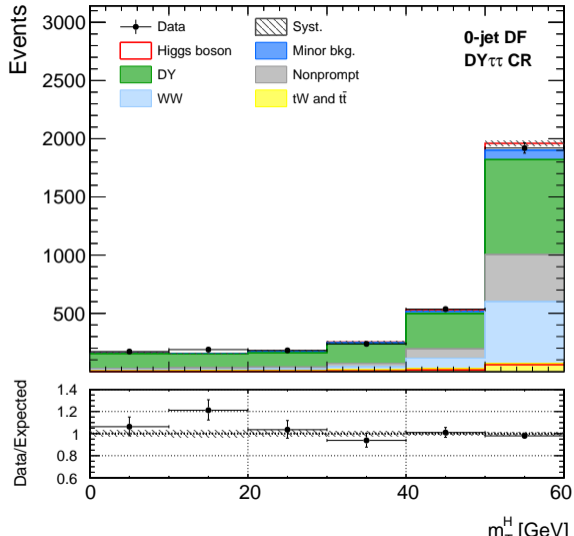 Events
3000
2500
2000
1500
1000
500
Data
Syst.
Higgs boson
Minor bkg.
DY
Nonprompt
WW
tW and tt̄
0-jet DF
DYττ CR
Data/Expected
1.4
1.2
1
0.8
0.6
0
20
40
60
m_T^H [GeV]